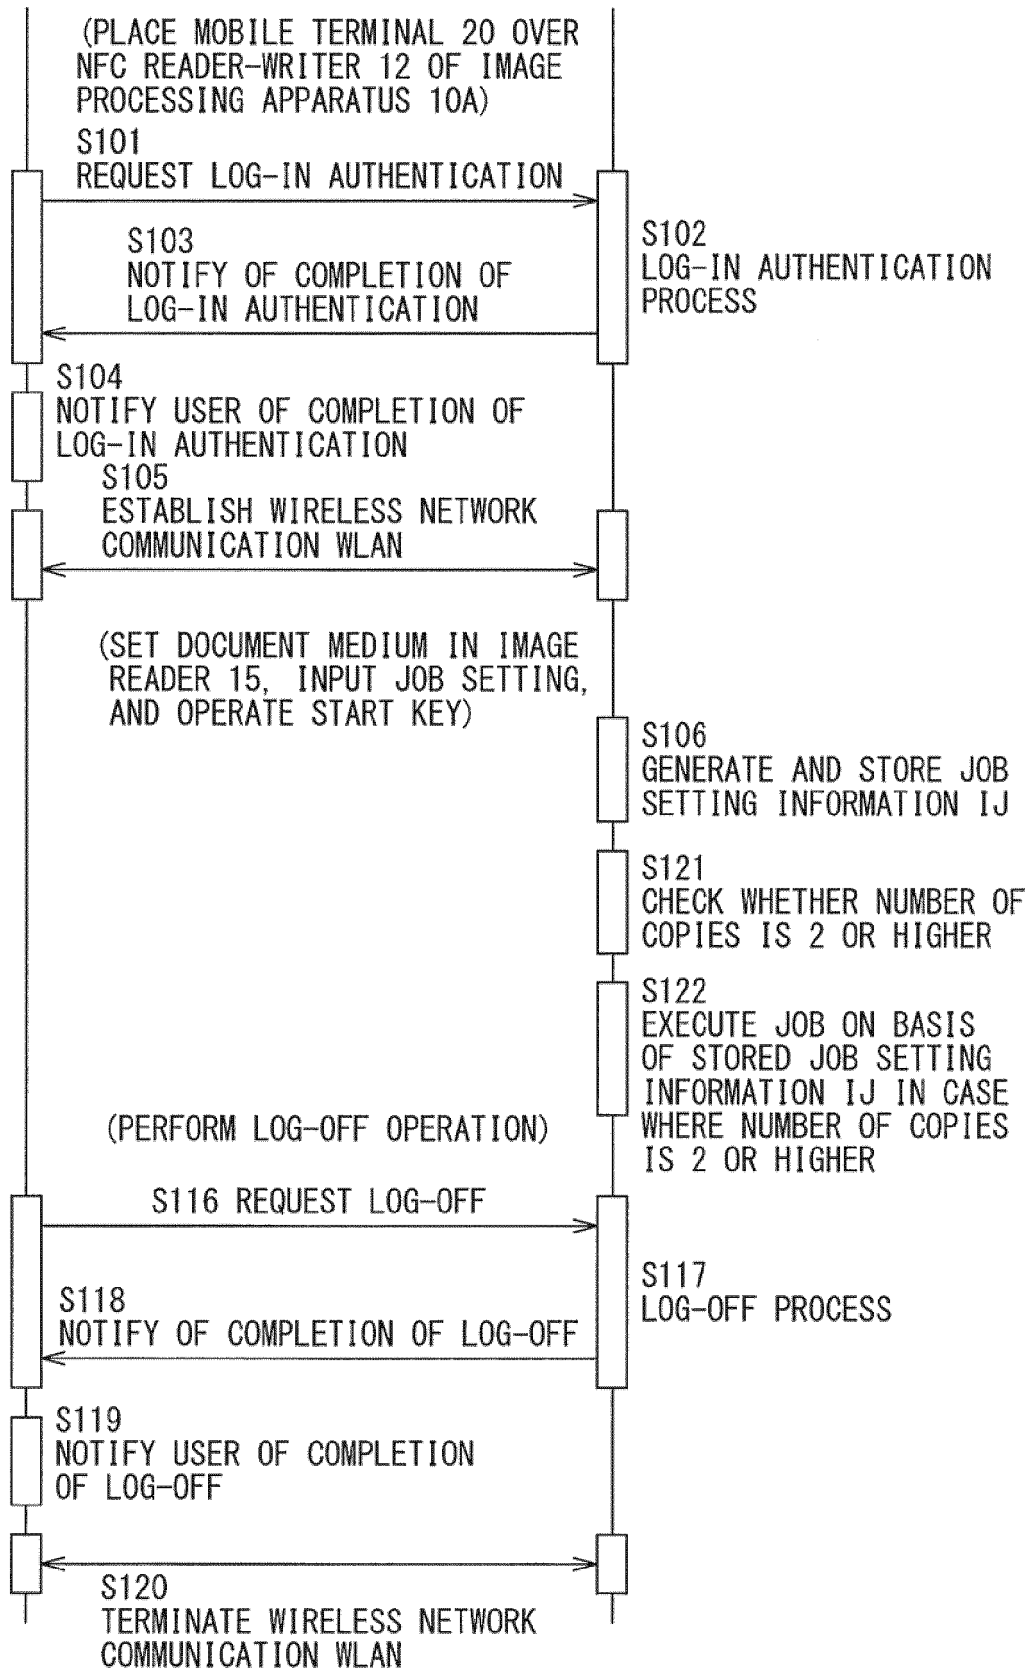 (PLACE MOBILE TERMINAL 20 OVER
NFC READER-WRITER 12 OF IMAGE
PROCESSING APPARATUS 10A)
S101
REQUEST LOG-IN AUTHENTICATION
S102
LOG-IN AUTHENTICATION
PROCESS
S103
NOTIFY OF COMPLETION OF
LOG-IN AUTHENTICATION
S104
NOTIFY USER OF COMPLETION OF
LOG-IN AUTHENTICATION
S105
ESTABLISH WIRELESS NETWORK
COMMUNICATION WLAN
(SET DOCUMENT MEDIUM IN IMAGE
READER 15, INPUT JOB SETTING,
AND OPERATE START KEY)
S106
GENERATE AND STORE JOB
SETTING INFORMATION IJ
S121
CHECK WHETHER NUMBER OF
COPIES IS 2 OR HIGHER
S122
EXECUTE JOB ON BASIS
OF STORED JOB SETTING
INFORMATION IJ IN CASE
WHERE NUMBER OF COPIES
IS 2 OR HIGHER
(PERFORM LOG-OFF OPERATION)
S116 REQUEST LOG-OFF
S117
LOG-OFF PROCESS
S118
NOTIFY OF COMPLETION OF LOG-OFF
S119
NOTIFY USER OF COMPLETION
OF LOG-OFF
S120
TERMINATE WIRELESS NETWORK
COMMUNICATION WLAN